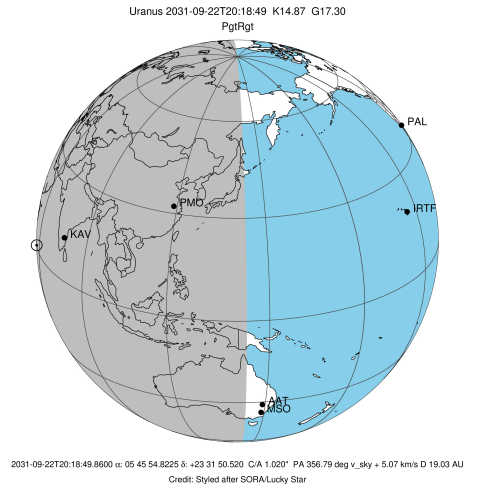 Uranus 2031-09-22T20:18:49 K14.87 G17.30
PgtRgt
PAL
PMO
IRTF
KAV
AAT
MSO
2031-09-22T20:18:49.8600 α: 05 45 54.8225 δ: +23 31 50.520 C/A 1.020" PA 356.79 deg v_sky + 5.07 km/s D 19.03 AU
Credit: Styled after SORA/Lucky Star